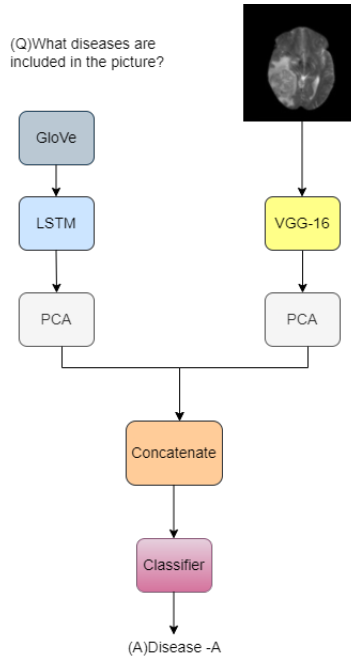 (Q)What diseases are
included in the picture?
GloVe
LSTM
VGG-16
PCA
PCA
Concatenate
Classifier
(A)Disease -A